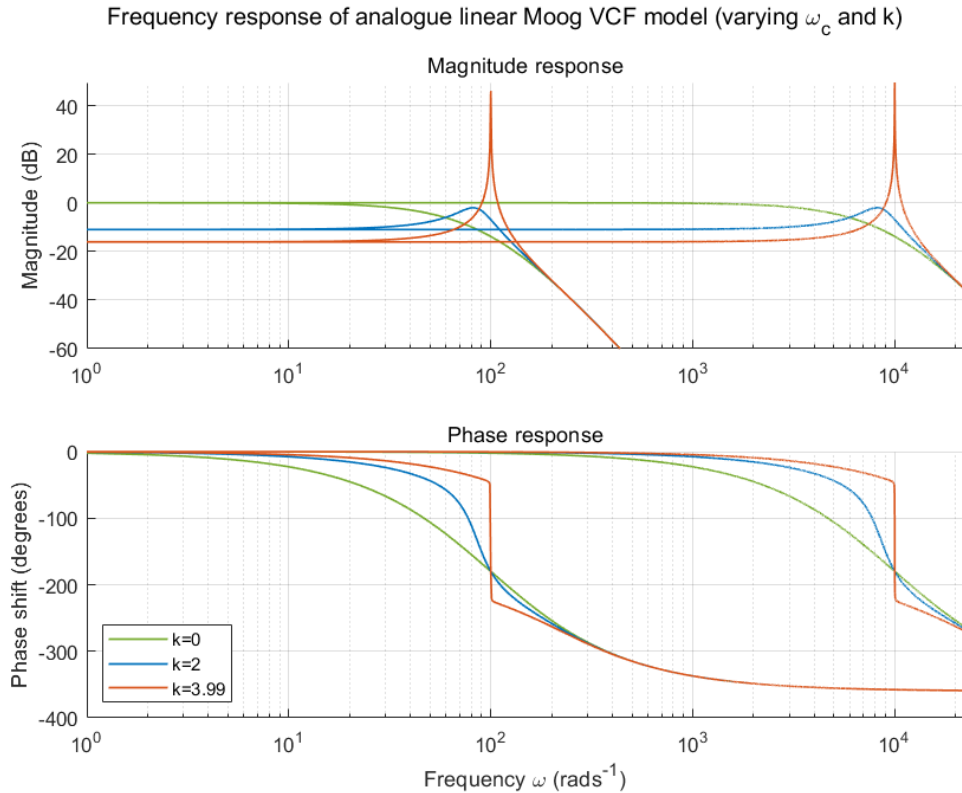 Frequency response of analogue linear Moog VCF model (varying ω_c and k)
Magnitude response
Magnitude (dB)
40
20
0
-20
-40
-60
10^0 10^1 10^2 10^3 10^4
Phase response
Phase shift (degrees)
0
-100
-200
-300
-400
k=0
k=2
k=3.99
10^0 10^1 10^2 10^3 10^4
Frequency ω (rads^-1)